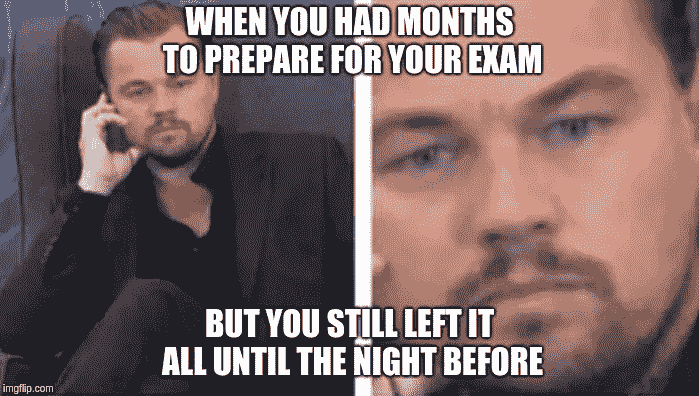 WHEN YOU HAD MONTHS
TO PREPARE FOR YOUR EXAM
BUT YOU STILL LEFT IT
ALL UNTIL THE NIGHT BEFORE
imgflip.com